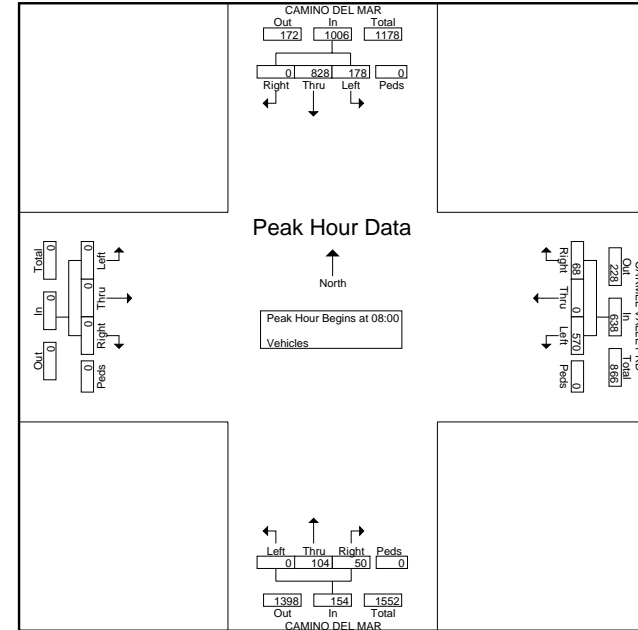 CAMINO DEL MAR
Out In Total
172 1006 1178
0 828 178 0
Right Thru Left Peds
Peak Hour Data
North
Peak Hour Begins at 08:00
Vehicles
Total In Out
0 0 0
0 0 0 0
Left Thru Right Peds
Right Thru Left Peds
68 0 570 0
228 638 866
Out In Total
Left Thru Right Peds
0 104 50 0
1398 154 1552
Out In Total
CAMINO DEL MAR